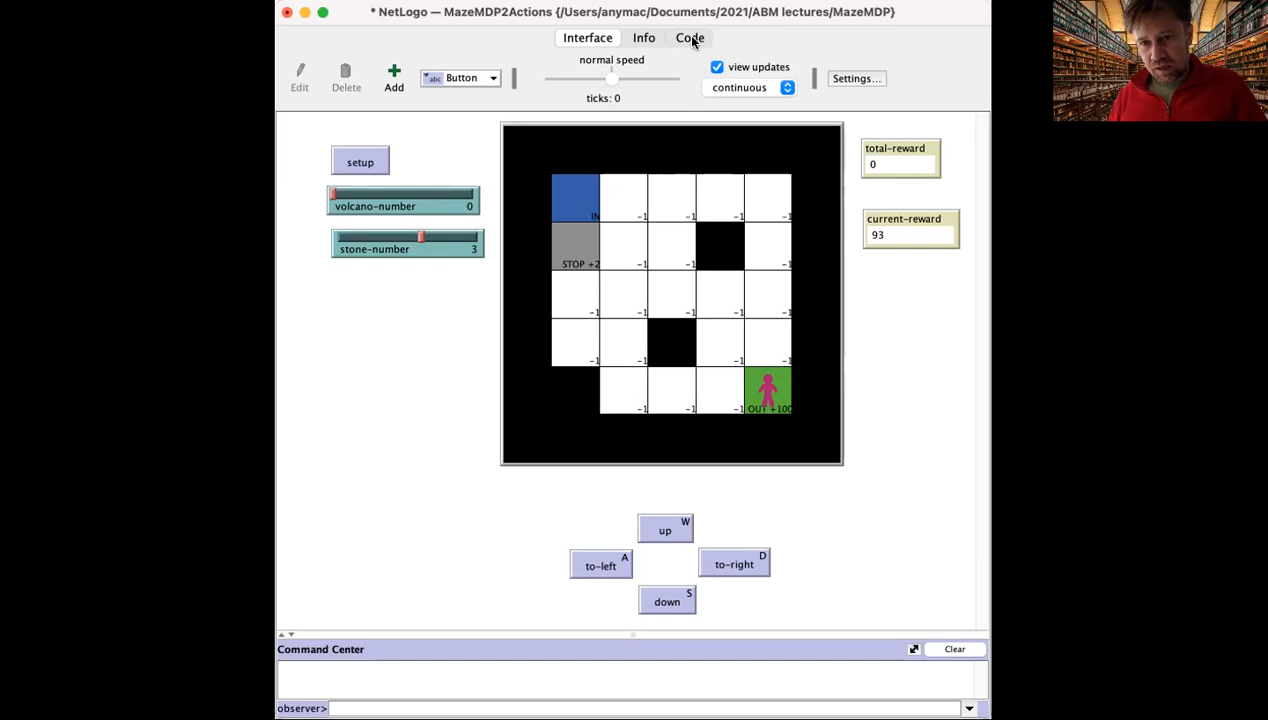 * NetLogo — MazeMDP2Actions {/Users/anymac/Documents/2021/ABM lectures/MazeMDP}
Interface Info Code
Edit Delete Add
abc Button
normal speed
ticks: 0
view updates
continuous
Settings...
setup
volcano-number 0
stone-number 3
IN -1 -1 -1 -1
STOP +2 -1 -1 -1
-1 -1 -1 -1 -1
-1 -1 -1 -1
-1 -1 -1 OUT +100
total-reward
0
current-reward
93
up W
to-left A
to-right D
down S
Command Center
Clear
observer>